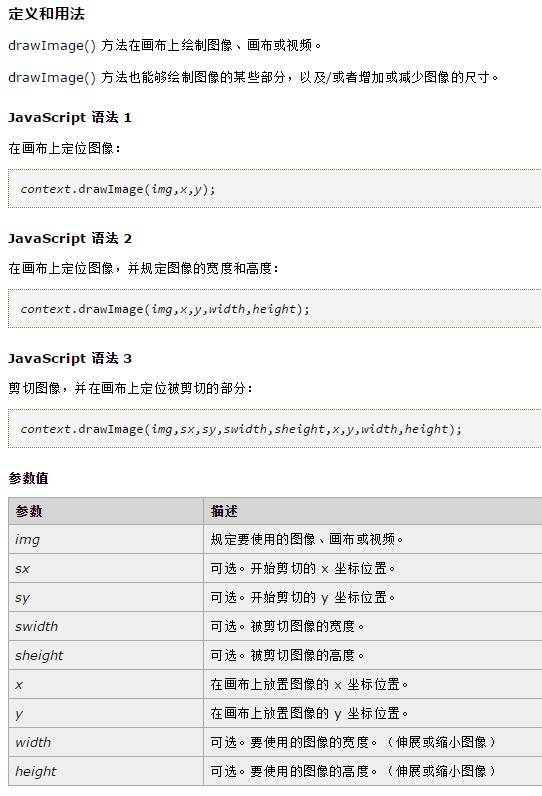 定义和用法
drawImage() 方法在画布上绘制图像、画布或视频。
drawImage() 方法也能够绘制图像的某些部分，以及/或者增加或减少图像的尺寸。
JavaScript 语法 1
在画布上定位图像：
context.drawImage(img,x,y);
JavaScript 语法 2
在画布上定位图像，并规定图像的宽度和高度：
context.drawImage(img,x,y,width,height);
JavaScript 语法 3
剪切图像，并在画布上定位被剪切的部分：
context.drawImage(img,sx,sy,swidth,sheight,x,y,width,height);
参数值
参数 描述
img 规定要使用的图像、画布或视频。
sx 可选。开始剪切的 x 坐标位置。
sy 可选。开始剪切的 y 坐标位置。
swidth 可选。被剪切图像的宽度。
sheight 可选。被剪切图像的高度。
x 在画布上放置图像的 x 坐标位置。
y 在画布上放置图像的 y 坐标位置。
width 可选。要使用的图像的宽度。（伸展或缩小图像）
height 可选。要使用的图像的高度。（伸展或缩小图像）